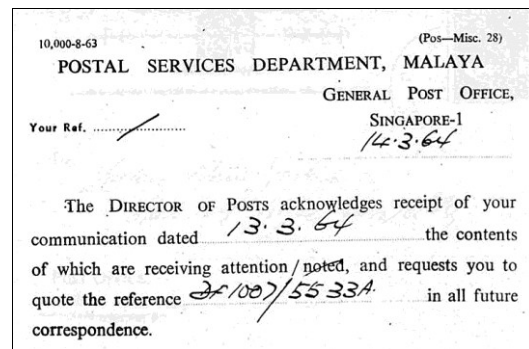 10,000-8-63 (Pos—Misc. 28)
POSTAL SERVICES DEPARTMENT, MALAYA
GENERAL POST OFFICE,
Your Ref. ...../..... SINGAPORE-1
14.3.64
The DIRECTOR OF POSTS acknowledges receipt of your
communication dated 13.3.64 the contents
of which are receiving attention/noted, and requests you to
quote the reference 1007/5533A. in all future
correspondence.